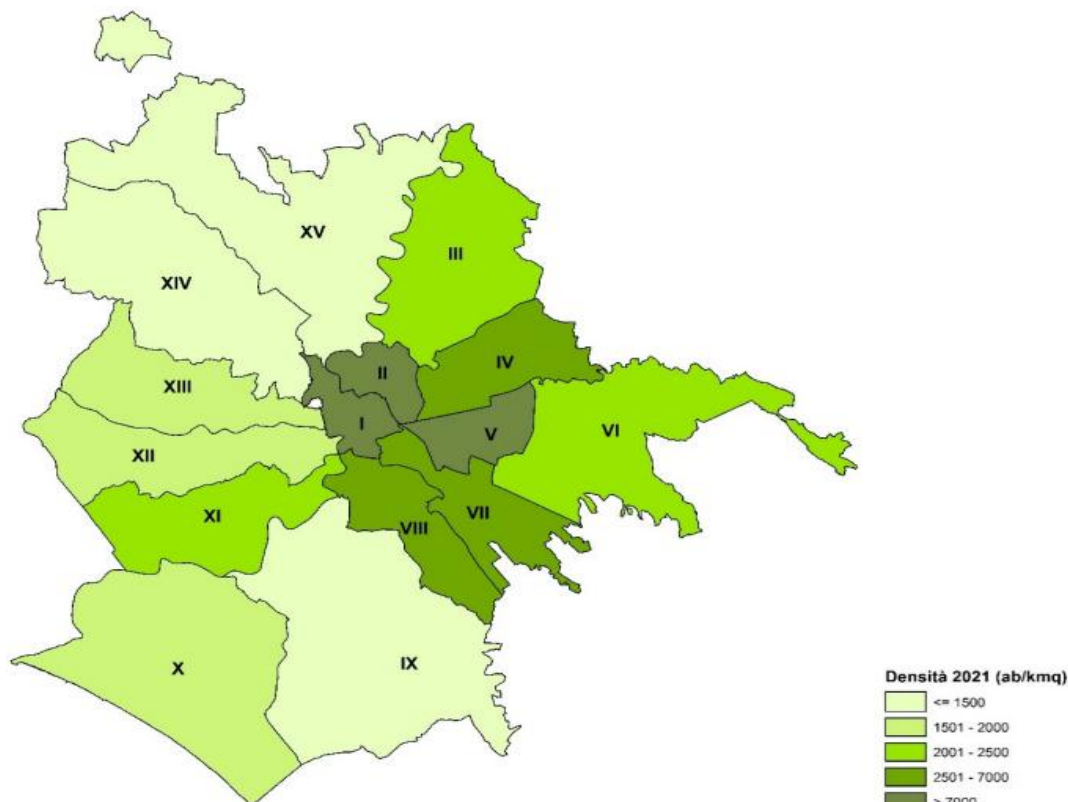 XV
III
XIV
IV
II
XIII
I
V
VI
XII
XI
VII
VIII
IX
X
Densità 2021 (ab/kmq)
<= 1500
1501 - 2000
2001 - 2500
2501 - 7000
> 7000